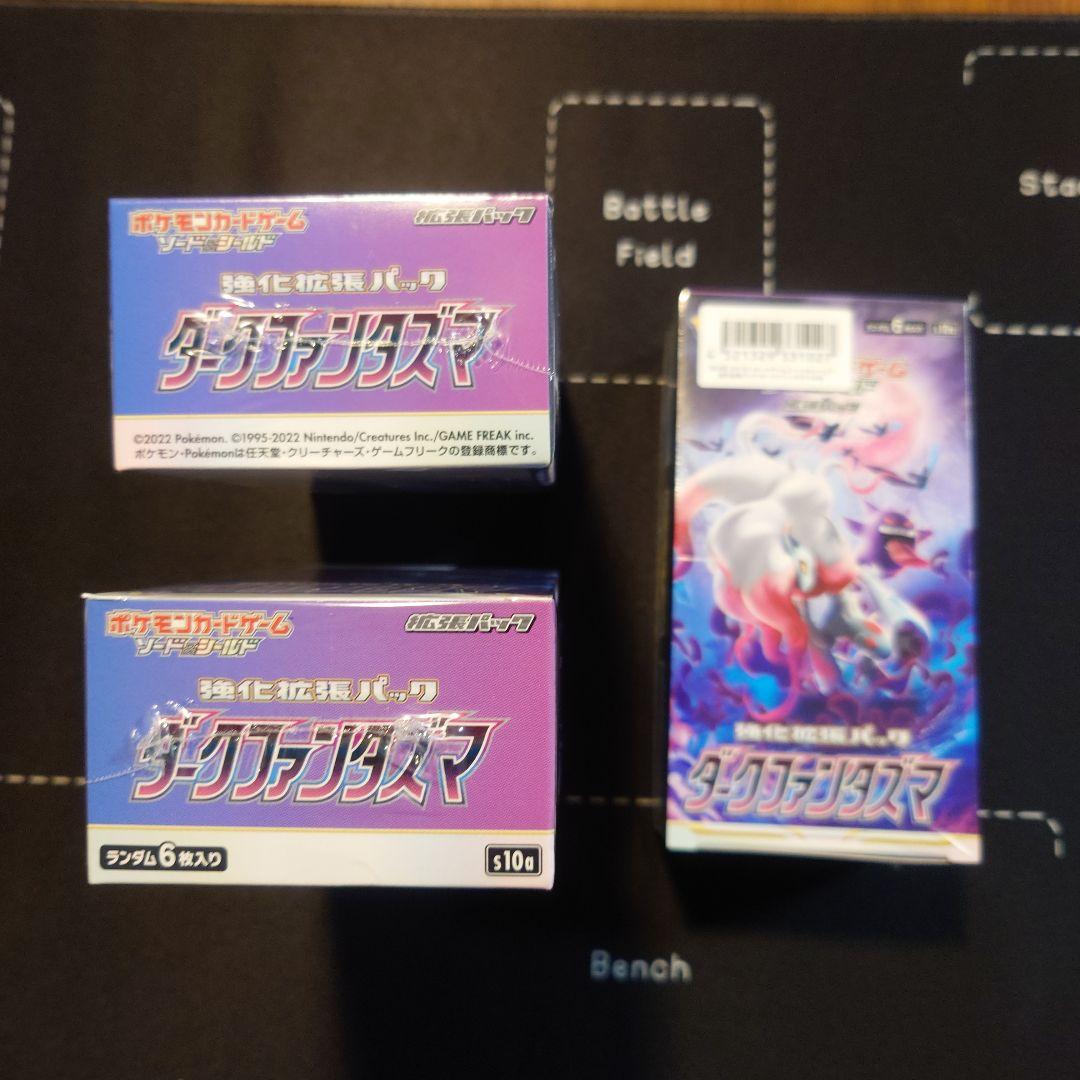 Battle
Field
ポケモンカードゲーム
ソード&シールド
拡張パック
強化拡張パック
ダークファンタズマ
©2022 Pokémon. ©1995-2022 Nintendo/Creatures Inc./GAME FREAK inc.
ポケモン・Pokémonは任天堂・クリーチャーズ・ゲームフリークの登録商標です。
ポケモンカードゲーム
ソード&シールド
拡張パック
強化拡張パック
ダークファンタズマ
ランダム6枚入り
s10a
強化拡張パック
ダークファンタズマ
Bench